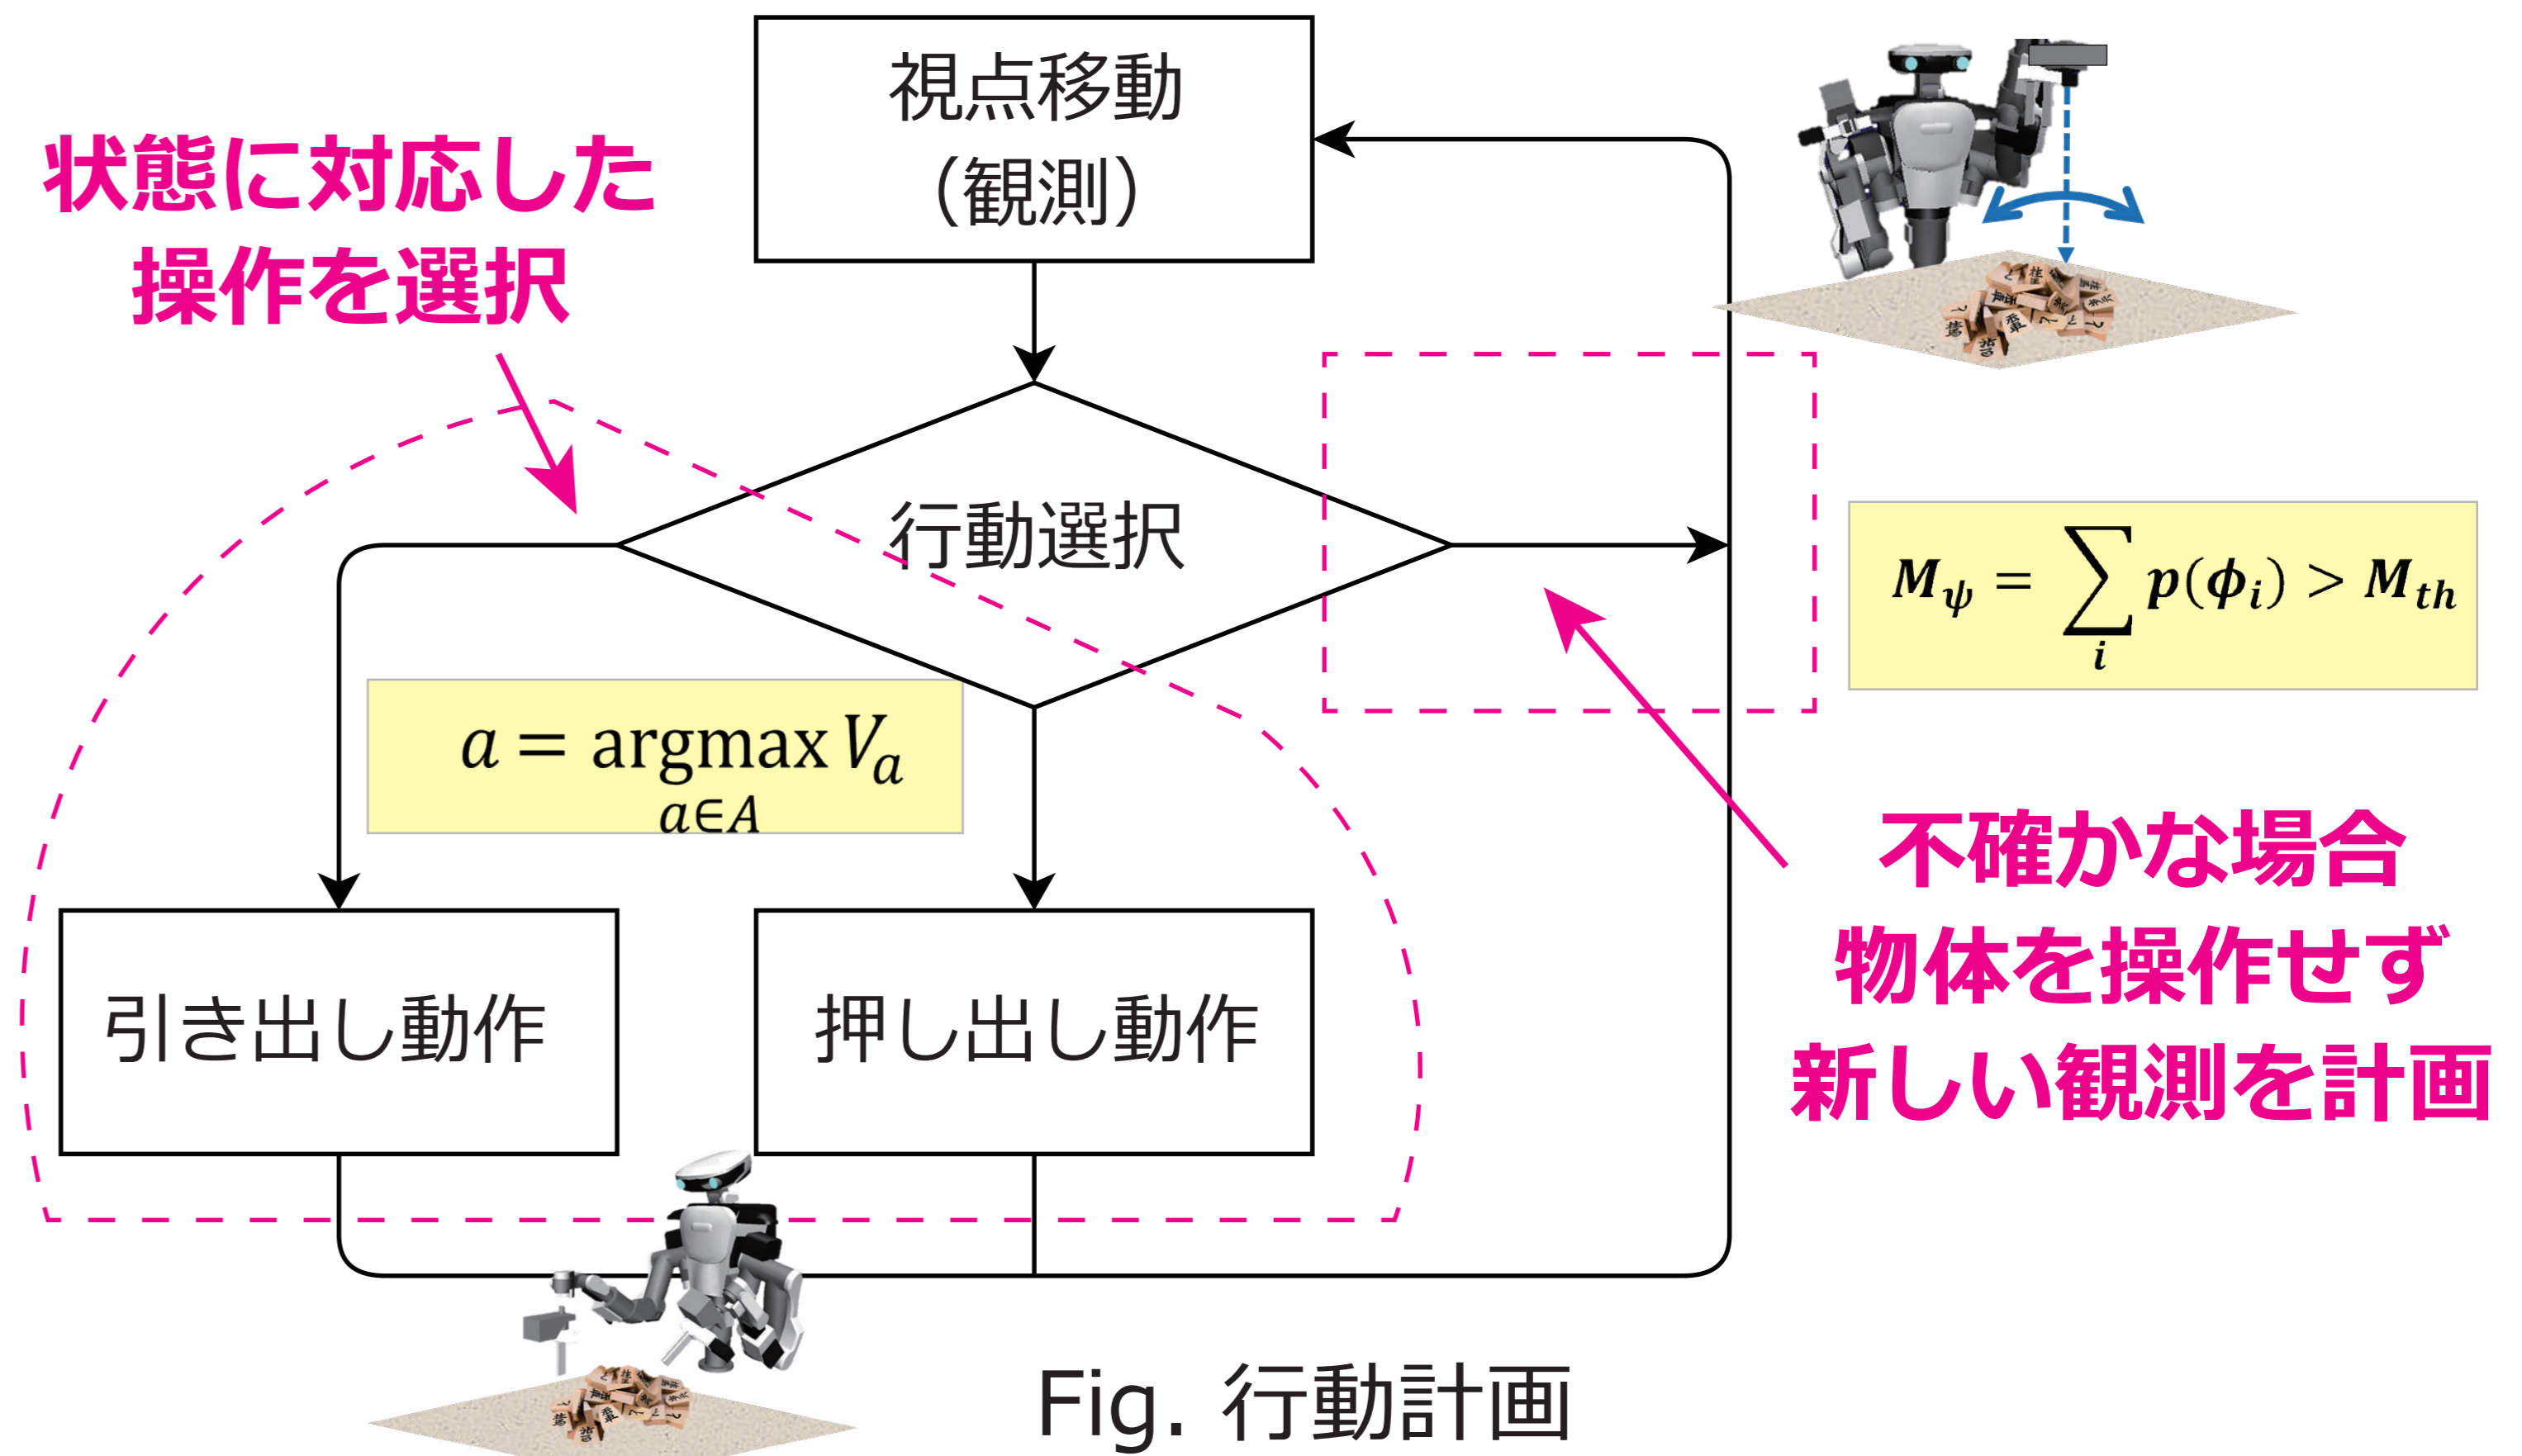 視点移動
（観測）
状態に対応した
操作を選択
行動選択
M_ψ = ∑_i p(ϕ_i) > M_th
a = argmax V_a
a∈A
不確かな場合
物体を操作せず
新しい観測を計画
引き出し動作
押し出し動作
Fig. 行動計画